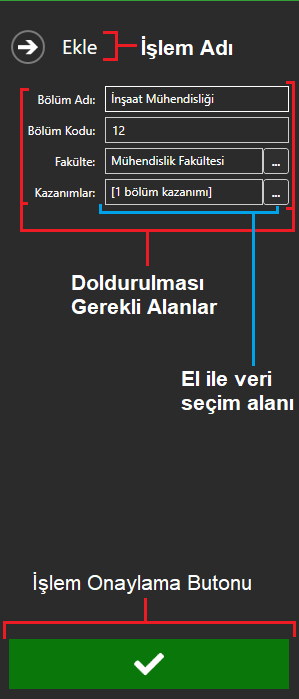 Ekle İşlem Adı
Bölüm Adı: İnşaat Mühendisliği
Bölüm Kodu: 12
Fakülte: Mühendislik Fakültesi ...
Kazanımlar: [1 bölüm kazanımı] ...
Doldurulması
Gerekli Alanlar
El ile veri
seçim alanı
İşlem Onaylama Butonu